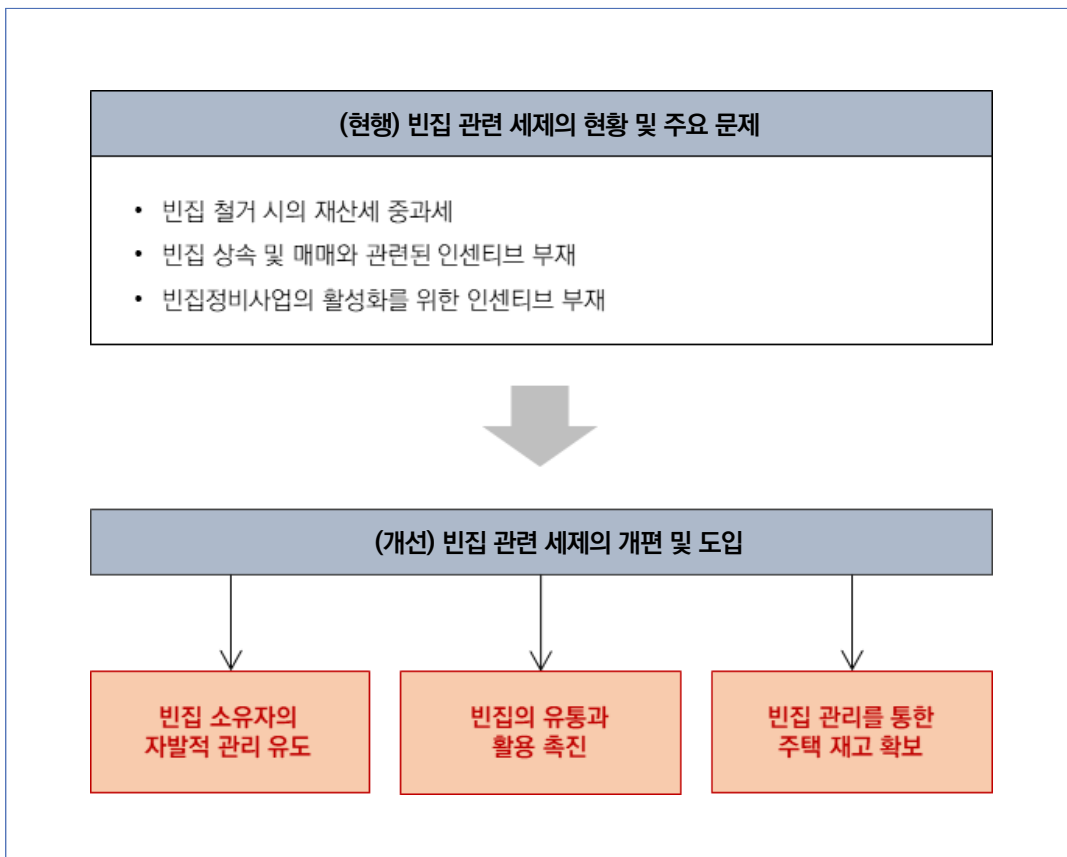 (현행) 빈집 관련 세제의 현황 및 주요 문제
• 빈집 철거 시의 재산세 중과세
• 빈집 상속 및 매매와 관련된 인센티브 부재
• 빈집정비사업의 활성화를 위한 인센티브 부재
(개선) 빈집 관련 세제의 개편 및 도입
빈집 소유자의
자발적 관리 유도
빈집의 유통과
활용 촉진
빈집 관리를 통한
주택 재고 확보